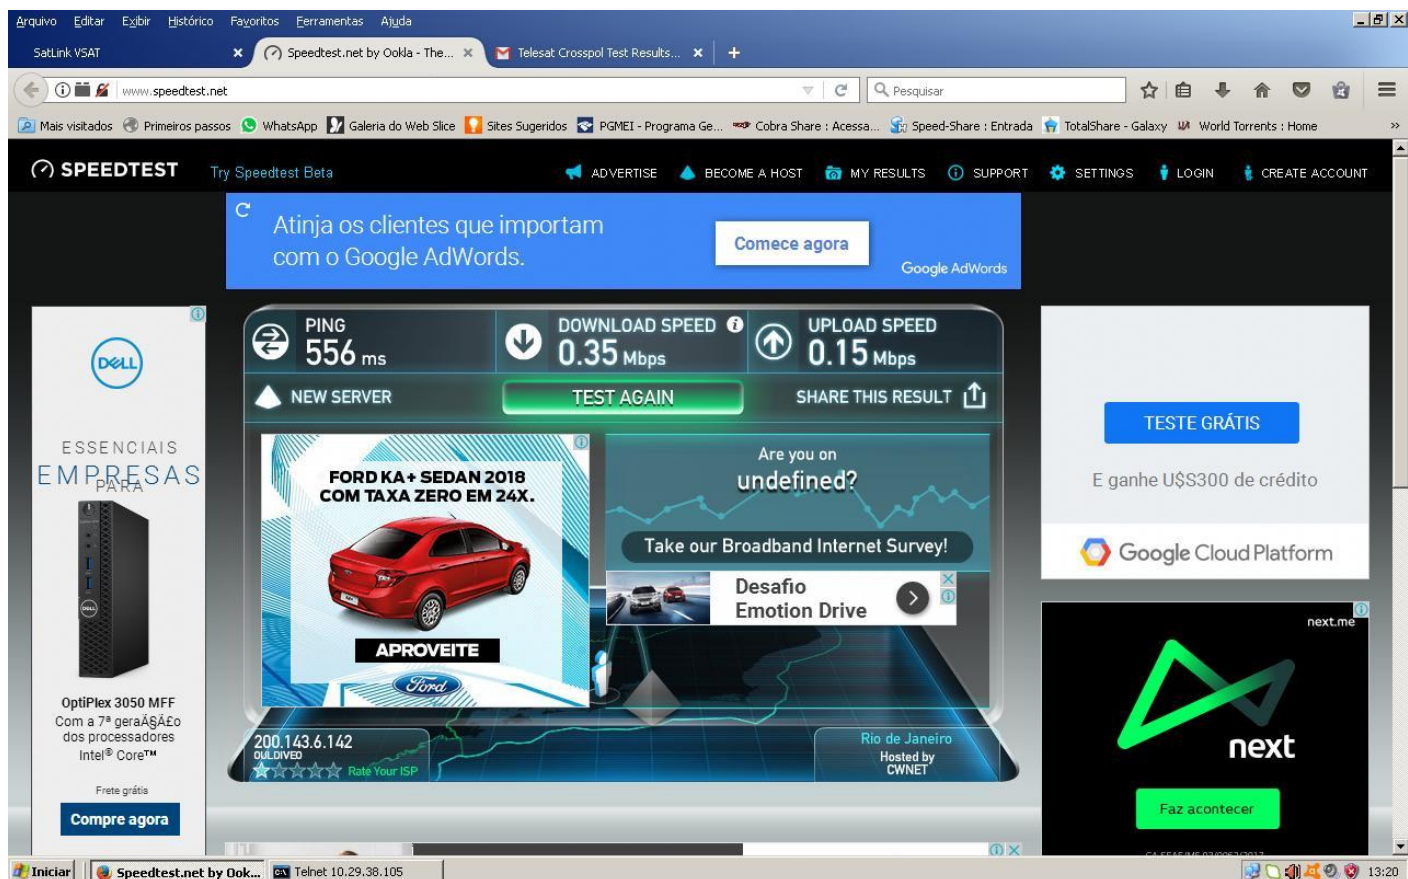 Arquivo Editar Exibir Histórico Favoritos Ferramentas Ajuda
SatLink VSAT
Speedtest.net by Ookla - The...
Telesat Crosspol Test Results...
www.speedtest.net
Pesquisar
Mais visitados Primeiros passos WhatsApp Galeria do Web Slice Sites Sugeridos PGMEI - Programa Ge... Cobra Share : Acessa... Speed-Share : Entrada TotalShare - Galaxy World Torrents : Home
SPEEDTEST
Try Speedtest Beta
ADVERTISE BECOME A HOST MY RESULTS SUPPORT SETTINGS LOGIN CREATE ACCOUNT
Atinja os clientes que importam
com o Google AdWords.
Comece agora
Google AdWords
PING
556 ms
DOWNLOAD SPEED
0.35 Mbps
UPLOAD SPEED
0.15 Mbps
NEW SERVER
TEST AGAIN
SHARE THIS RESULT
DELL
ESSENCIAIS
PARA
EMPRESAS
DELL
OptiPlex 3050 MFF
Com a 7ª geraÃ§Ã£o
dos processadores
Intel® Core™
Frete grátis
Compre agora
FORD KA+ SEDAN 2018
COM TAXA ZERO EM 24X.
APROVEITE
Ford
Are you on
undefined?
Take our Broadband Internet Survey!
Desafio
Emotion Drive
200.143.6.142
OULDIVEO
Rate Your ISP
Rio de Janeiro
Hosted by
CWNET
TESTE GRÁTIS
E ganhe U$S300 de crédito
Google Cloud Platform
next.me
next
Faz acontecer
Iniciar
Speedtest.net by Ook...
Telnet 10.29.38.105
13:20